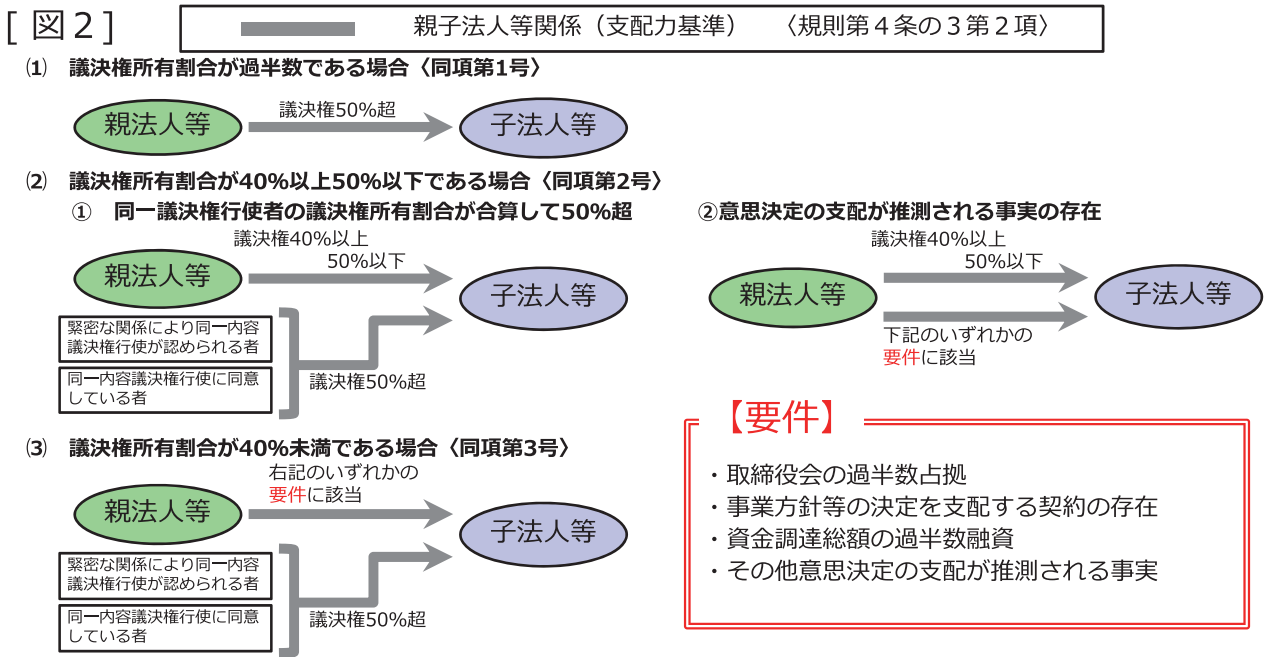 [図２]
親子法人等関係（支配力基準）　〈規則第４条の３第２項〉
⑴　議決権所有割合が過半数である場合〈同項第1号〉
親法人等
議決権50%超
子法人等
⑵　議決権所有割合が40%以上50%以下である場合〈同項第2号〉
①　同一議決権行使者の議決権所有割合が合算して50%超
議決権40%以上
50%以下
親法人等
子法人等
緊密な関係により同一内容
議決権行使が認められる者
同一内容議決権行使に同意
している者
議決権50%超
②意思決定の支配が推測される事実の存在
議決権40%以上
50%以下
親法人等
子法人等
下記のいずれかの
要件に該当
⑶　議決権所有割合が40%未満である場合〈同項第3号〉
右記のいずれかの
要件に該当
親法人等
子法人等
緊密な関係により同一内容
議決権行使が認められる者
同一内容議決権行使に同意
している者
議決権50%超
【要件】
・取締役会の過半数占拠
・事業方針等の決定を支配する契約の存在
・資金調達総額の過半数融資
・その他意思決定の支配が推測される事実